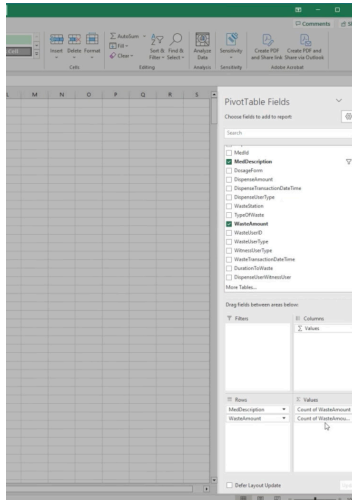 Comments
Sh
AutoSum
Fill
Clear
Insert Delete Format
Sort & Find &
Filter Select
Analyze
Data
Sensitivity
Create PDF
and Share link
Create PDF and
Share via Outlook
Cells
Editing
Analysis
Sensitivity
Adobe Acrobat
M N O P Q R S
PivotTable Fields
Choose fields to add to report:
Search
MedId
MedDescription
DosageForm
DispenseAmount
DispenseTransactionDateTime
DispenseUserType
WasteStation
TypeOfWaste
WasteAmount
WasteUserID
WasteUserType
WitnessUserType
WasteTransactionDateTime
DurationToWaste
DispenseUserWitnessUser
More Tables...
Drag fields between areas below:
Filters
Columns
Σ Values
Rows
Σ Values
MedDescription
Count of WasteAmount
WasteAmount
Count of WasteAmou...
Defer Layout Update